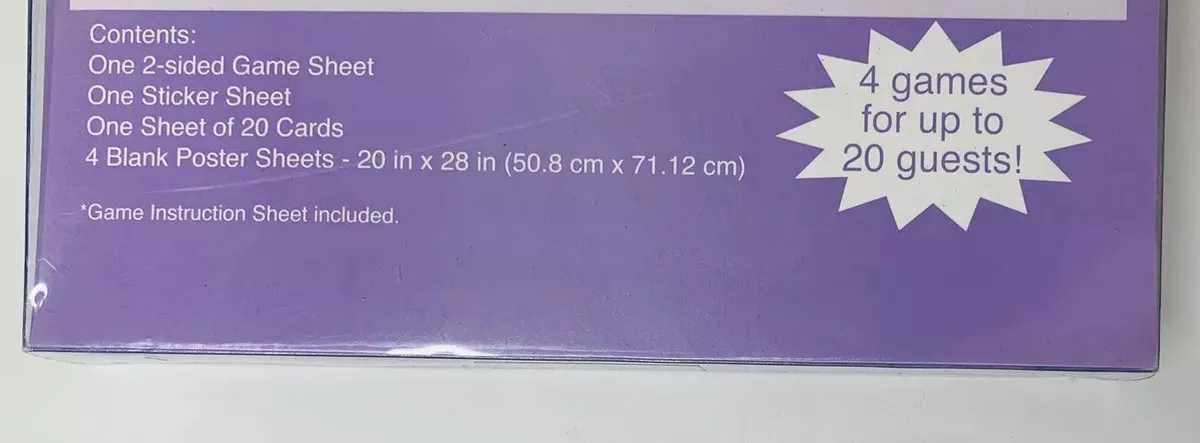 Contents:
One 2-sided Game Sheet
One Sticker Sheet
One Sheet of 20 Cards
4 Blank Poster Sheets - 20 in x 28 in (50.8 cm x 71.12 cm)
*Game Instruction Sheet included.
4 games
for up to
20 guests!